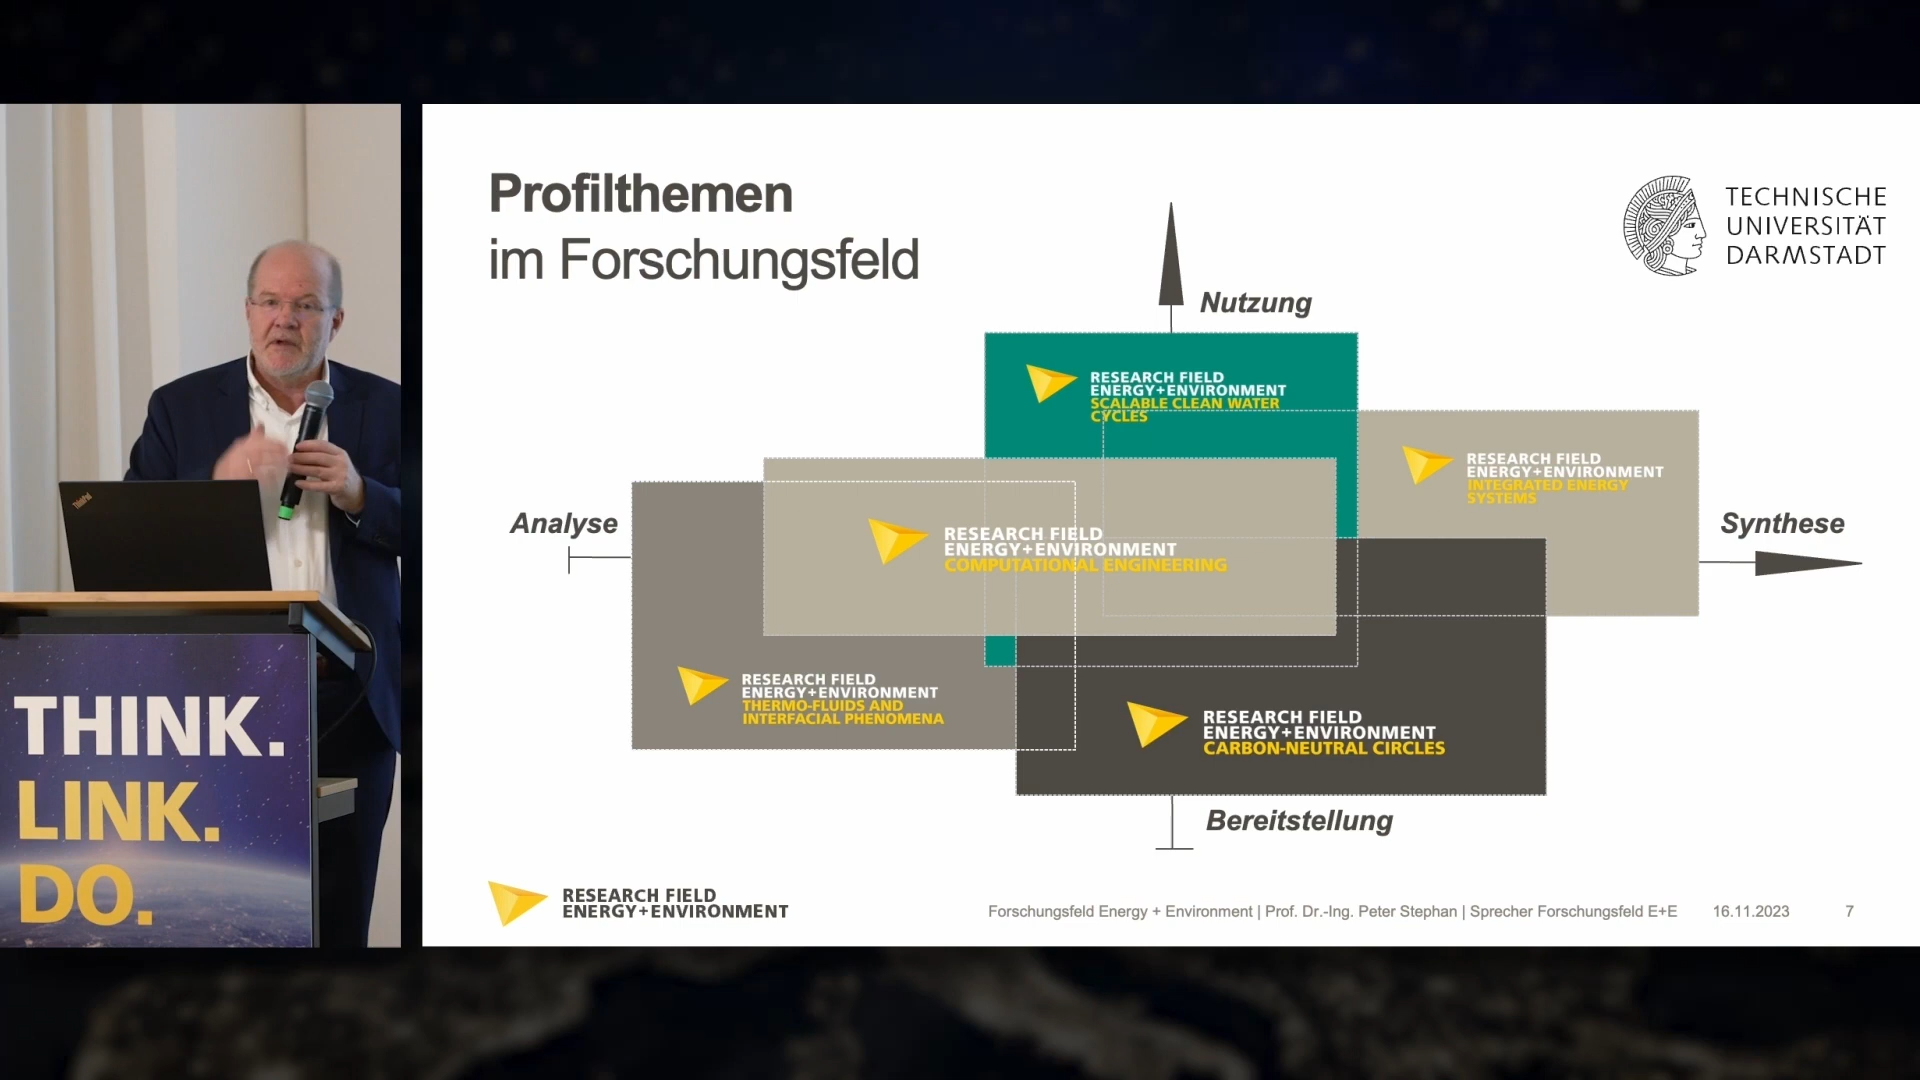 Profilthemen
im Forschungsfeld
TECHNISCHE
UNIVERSITÄT
DARMSTADT
Nutzung
RESEARCH FIELD
ENERGY+ENVIRONMENT
SCALABLE CLEAN WATER
CYCLES
RESEARCH FIELD
ENERGY+ENVIRONMENT
INTEGRATED ENERGY
SYSTEMS
Analyse
RESEARCH FIELD
ENERGY+ENVIRONMENT
COMPUTATIONAL ENGINEERING
Synthese
RESEARCH FIELD
ENERGY+ENVIRONMENT
THERMO-FLUIDS AND
INTERFACIAL PHENOMENA
RESEARCH FIELD
ENERGY+ENVIRONMENT
CARBON-NEUTRAL CIRCLES
Bereitstellung
RESEARCH FIELD
ENERGY+ENVIRONMENT
Forschungsfeld Energy + Environment | Prof. Dr.-Ing. Peter Stephan | Sprecher Forschungsfeld E+E 16.11.2023 7
ThinkPad
THINK.
LINK.
DO.